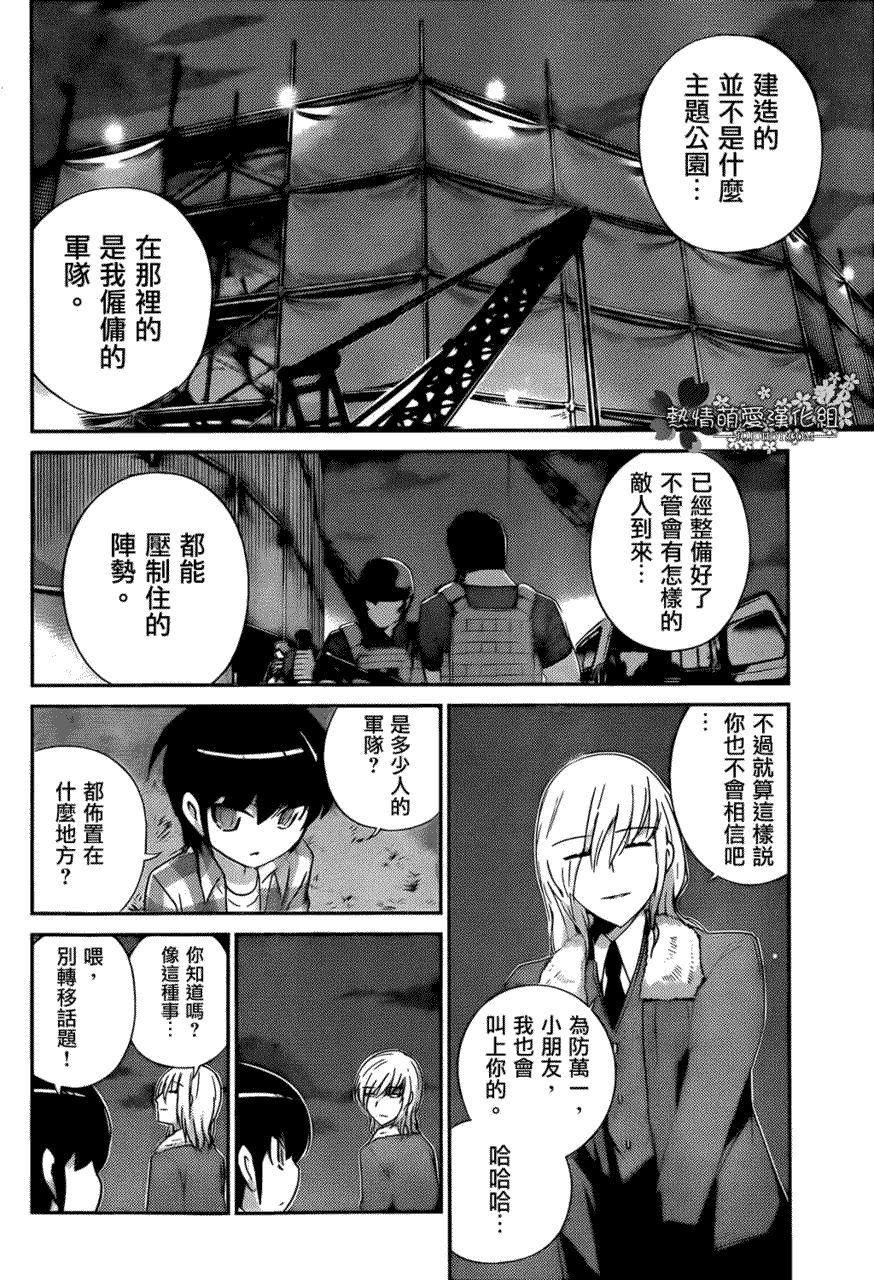 建造的
並不是什麼
主題公園…
在那裡的
是我僱傭的
軍隊。
熱情萌愛漢化組
已經整備好了
不管會有怎樣的
敵人到來…
都能
壓制住的
陣勢。
不過就算這樣說
你也不會相信吧
…
為防萬一，
小朋友，
我也會
叫上你的。
哈哈哈…
是多少人的
軍隊？
都佈置在
什麼地方？
你知道嗎？
像這種事…
喂，
別轉移話題！